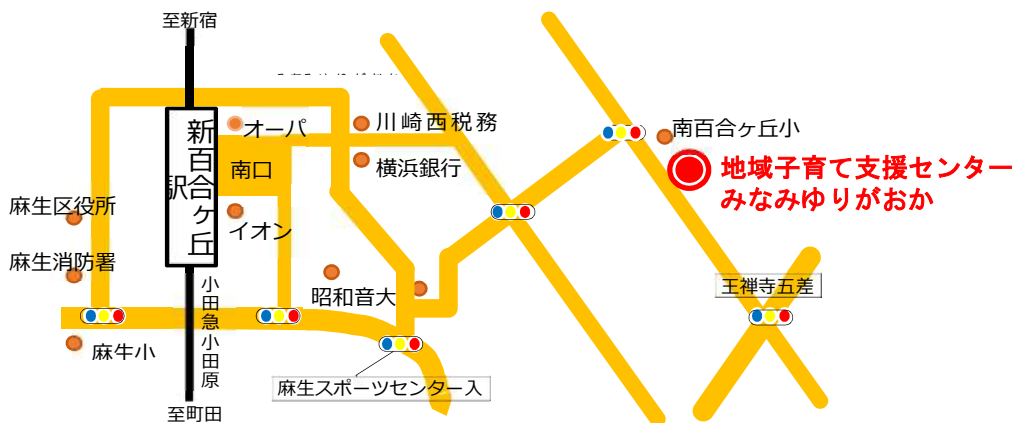 至新宿
オーパ
川崎西税務
南百合ヶ丘小
新百合ヶ丘
駅
南口
横浜銀行
地域子育て支援センター
みなみゆりがおか
麻生区役所
イオン
麻生消防署
昭和音大
王禅寺五差
小田急小田原
麻生小
麻生スポーツセンター入
至町田